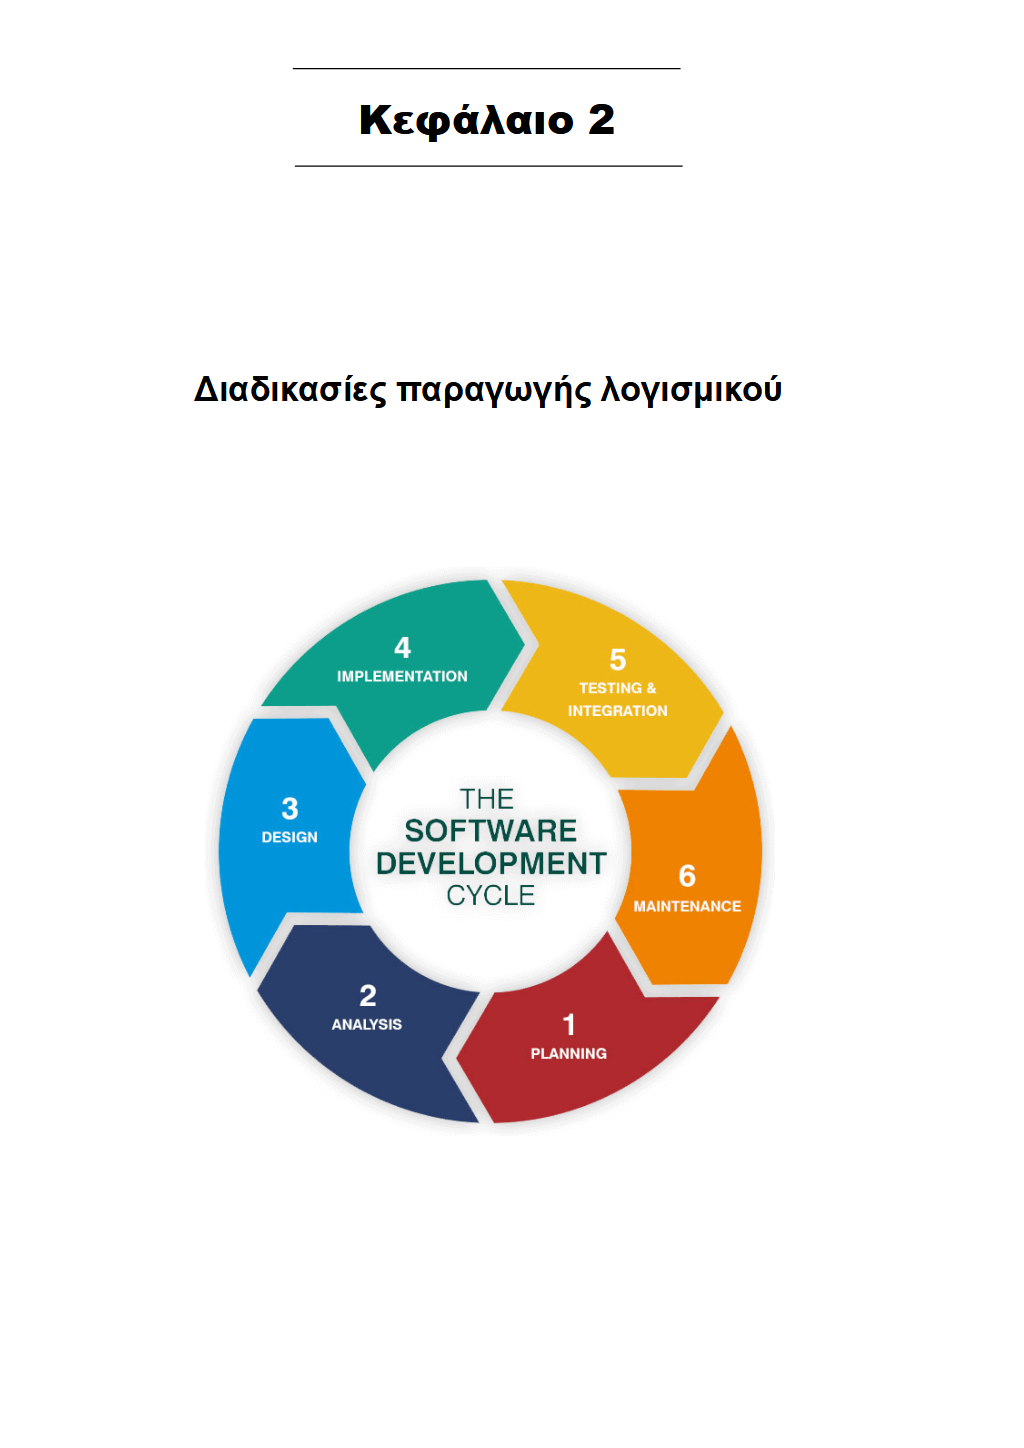 Κεφάλαιο 2
Διαδικασίες παραγωγής λογισμικού
4
IMPLEMENTATION
5
TESTING &
INTEGRATION
3
DESIGN
THE
SOFTWARE
DEVELOPMENT
CYCLE
6
MAINTENANCE
2
ANALYSIS
1
PLANNING